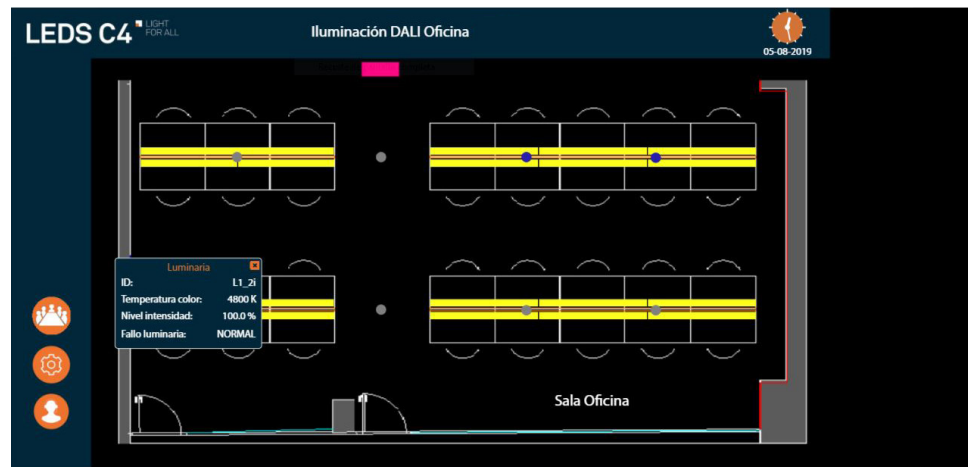 LEDS C4 LIGHT
FOR ALL
Iluminación DALI Oficina
05-08-2019
Luminaria
ID: L1_2i
Temperatura color: 4800 K
Nivel intensidad: 100.0 %
Fallo luminaria: NORMAL
Sala Oficina